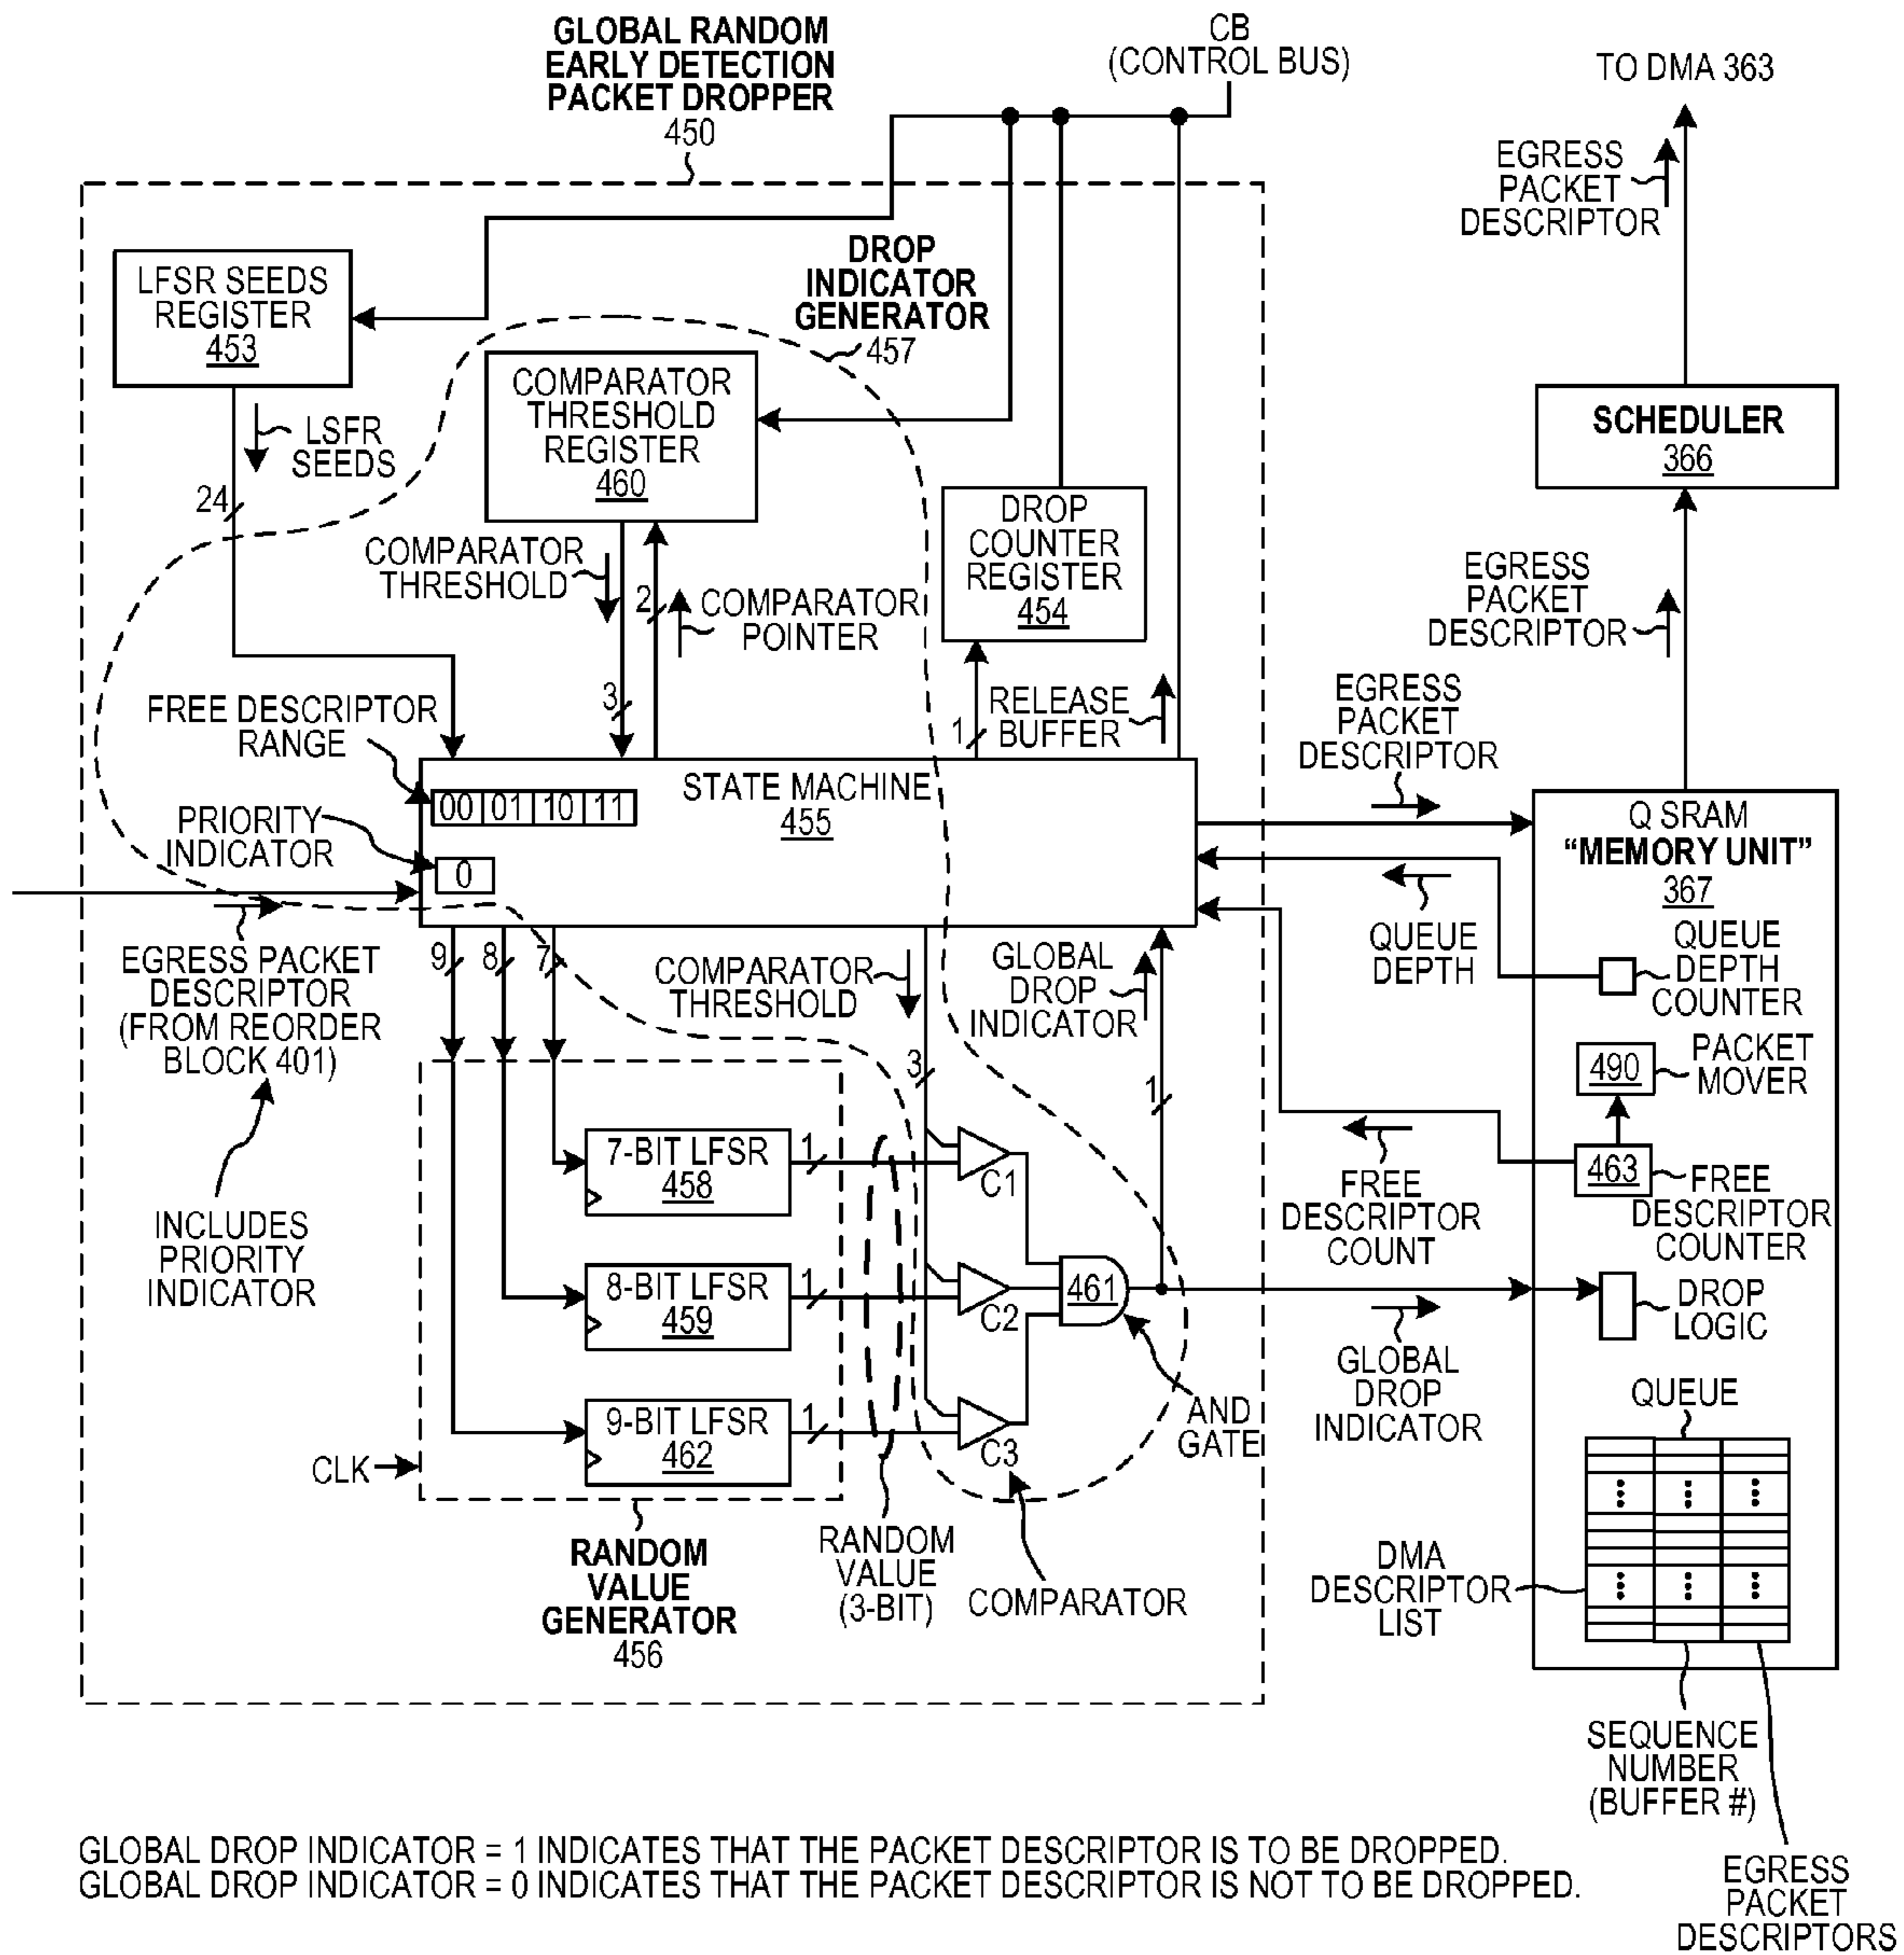 GLOBAL RANDOM
EARLY DETECTION
PACKET DROPPER
450
CB
(CONTROL BUS)
TO DMA 363
EGRESS
PACKET
DESCRIPTOR
LFSR SEEDS
REGISTER
453
DROP
INDICATOR
GENERATOR
457
COMPARATOR
THRESHOLD
REGISTER
460
SCHEDULER
366
LSFR
SEEDS
24
DROP
COUNTER
REGISTER
454
COMPARATOR
THRESHOLD
2
COMPARATOR
POINTER
EGRESS
PACKET
DESCRIPTOR
3
FREE DESCRIPTOR
RANGE
1
RELEASE
BUFFER
EGRESS
PACKET
DESCRIPTOR
STATE MACHINE
455
00 01 10 11
PRIORITY
INDICATOR
0
Q SRAM
“MEMORY UNIT”
367
EGRESS PACKET
DESCRIPTOR
(FROM REORDER
BLOCK 401)
9
8
7
COMPARATOR
THRESHOLD
GLOBAL
DROP
INDICATOR
QUEUE
DEPTH
QUEUE
DEPTH
COUNTER
490
PACKET
MOVER
3
1
INCLUDES
PRIORITY
INDICATOR
7-BIT LFSR
458
1
C1
FREE
DESCRIPTOR
COUNT
463
FREE
DESCRIPTOR
COUNTER
8-BIT LFSR
459
1
C2
461
DROP
LOGIC
GLOBAL
DROP
INDICATOR
9-BIT LFSR
462
1
C3
AND
GATE
QUEUE
CLK
RANDOM
VALUE
GENERATOR
456
RANDOM
VALUE
(3-BIT)
COMPARATOR
DMA
DESCRIPTOR
LIST
SEQUENCE
NUMBER
(BUFFER #)
EGRESS
PACKET
DESCRIPTORS
GLOBAL DROP INDICATOR = 1 INDICATES THAT THE PACKET DESCRIPTOR IS TO BE DROPPED.
GLOBAL DROP INDICATOR = 0 INDICATES THAT THE PACKET DESCRIPTOR IS NOT TO BE DROPPED.